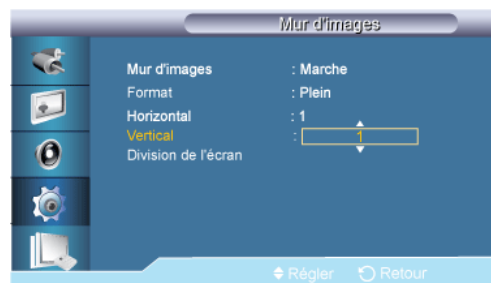 Mur d'images
Mur d'images : Marche
Format : Plein
Horizontal : 1
Vertical : 1
Division de l'écran
Régler Retour